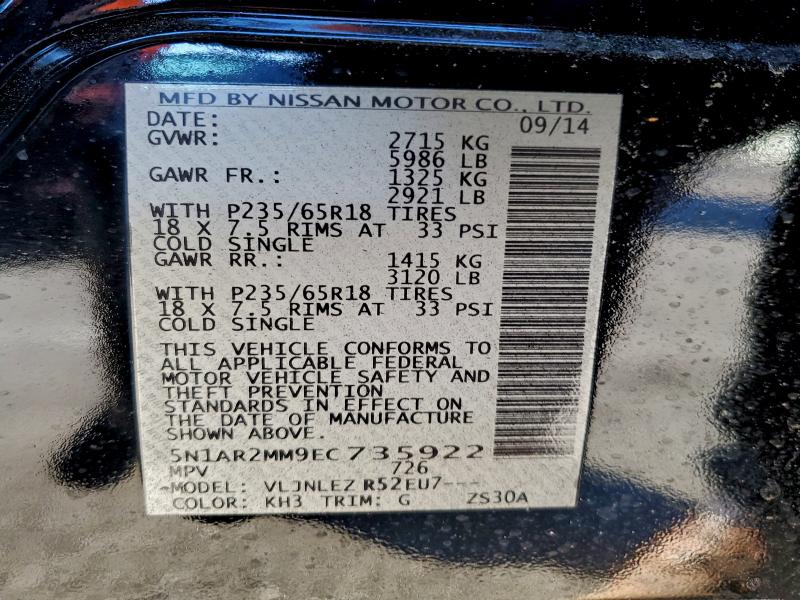 MFD BY NISSAN MOTOR CO., LTD.
DATE: 09/14
GVWR: 2715 KG
5986 LB
GAWR FR.: 1325 KG
2921 LB
WITH P235/65R18 TIRES
18 X 7.5 RIMS AT 33 PSI
COLD SINGLE
GAWR RR.: 1415 KG
3120 LB
WITH P235/65R18 TIRES
18 X 7.5 RIMS AT 33 PSI
COLD SINGLE
THIS VEHICLE CONFORMS TO
ALL APPLICABLE FEDERAL
MOTOR VEHICLE SAFETY AND
THEFT PREVENTION
STANDARDS IN EFFECT ON
THE DATE OF MANUFACTURE
SHOWN ABOVE.
5N1AR2MM9EC735922
MPV 726
-MODEL: VLJNLEZ R52EU7---
COLOR: KH3 TRIM: G ZS30A